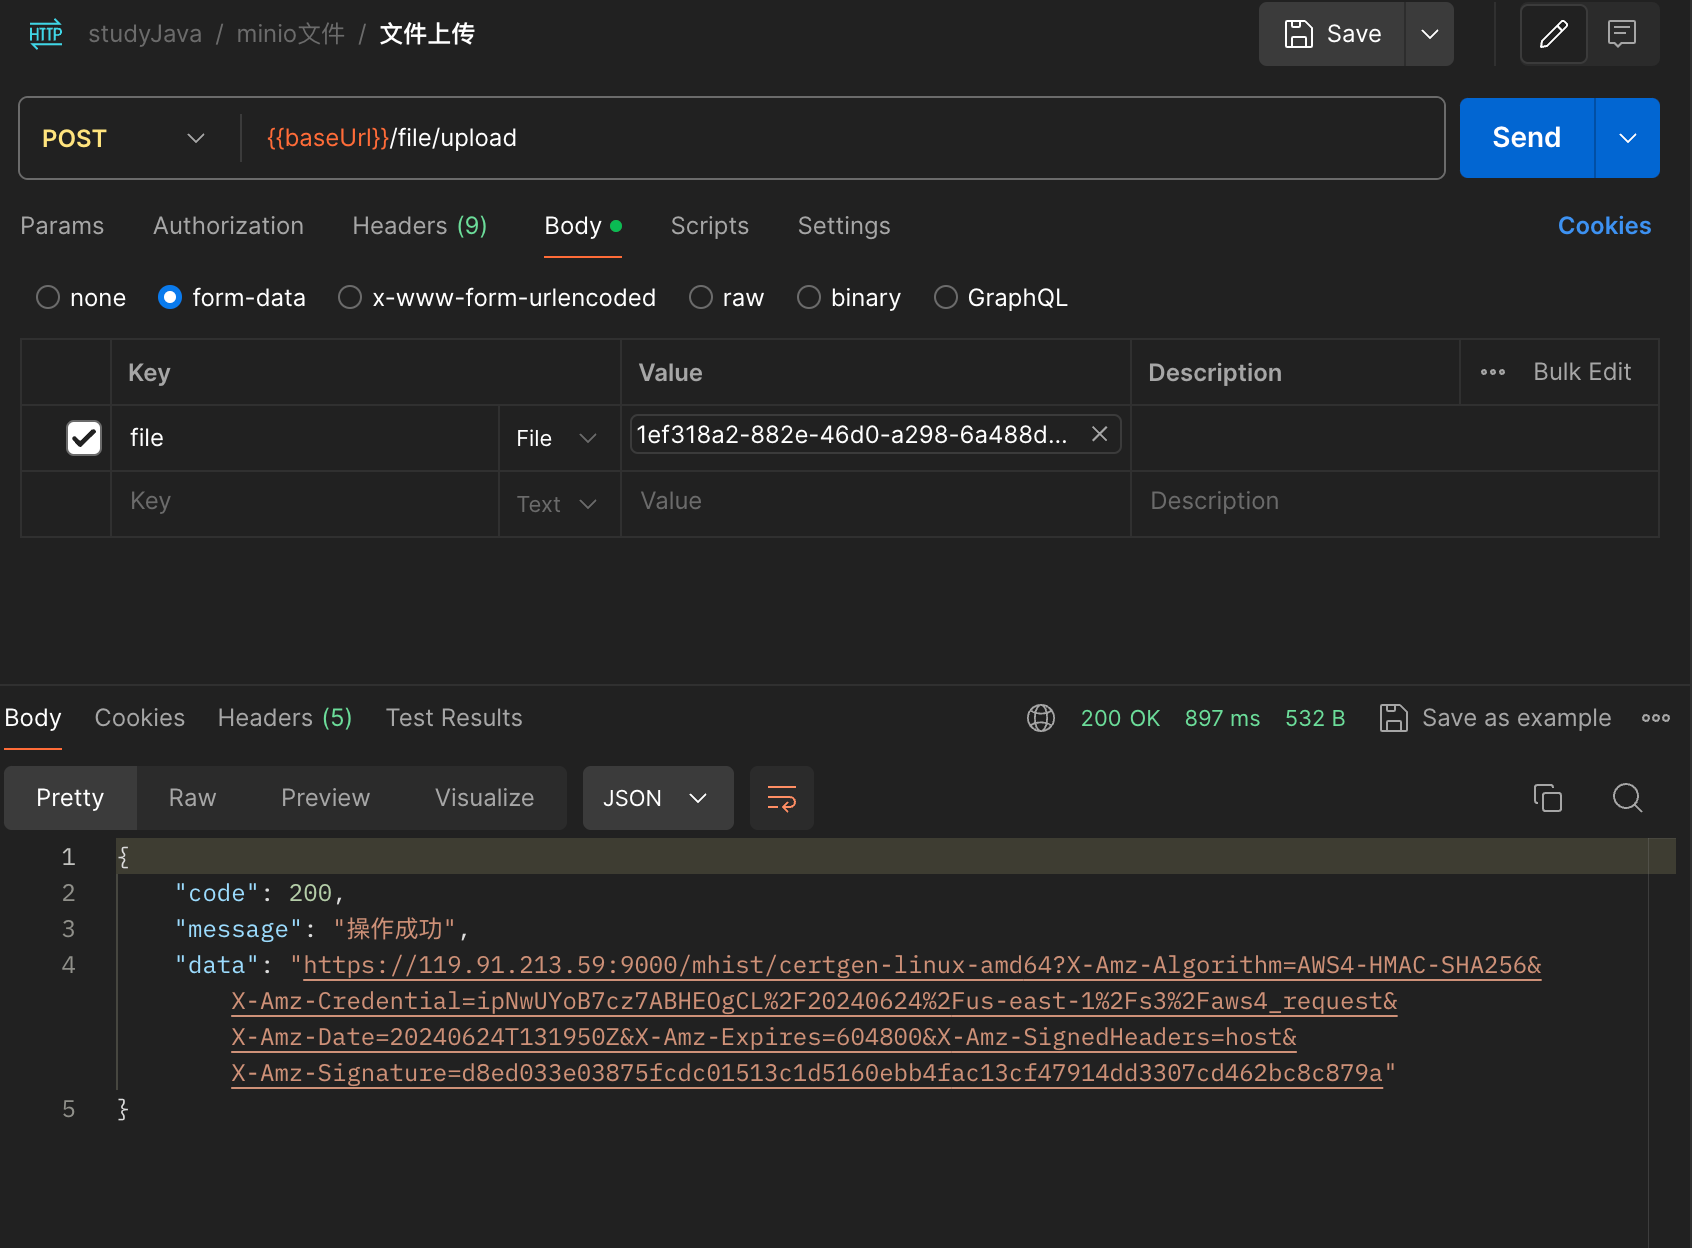 HTTP studyJava / minio文件 / 文件上传 Save
POST {{baseUrl}}/file/upload Send
Params Authorization Headers (9) Body Scripts Settings Cookies
none form-data x-www-form-urlencoded raw binary GraphQL
Key Value Description Bulk Edit
file File 1ef318a2-882e-46d0-a298-6a488d...
Key Text Value Description
Body Cookies Headers (5) Test Results 200 OK 897 ms 532 B Save as example
Pretty Raw Preview Visualize JSON
1 {
2 "code": 200,
3 "message": "操作成功",
4 "data": "https://119.91.213.59:9000/mhist/certgen-linux-amd64?X-Amz-Algorithm=AWS4-HMAC-SHA256&
X-Amz-Credential=ipNwUYoB7cz7ABHEOgCL%2F20240624%2Fus-east-1%2Fs3%2Faws4_request&
X-Amz-Date=20240624T131950Z&X-Amz-Expires=604800&X-Amz-SignedHeaders=host&
X-Amz-Signature=d8ed033e03875fcdc01513c1d5160ebb4fac13cf47914dd3307cd462bc8c879a"
5 }